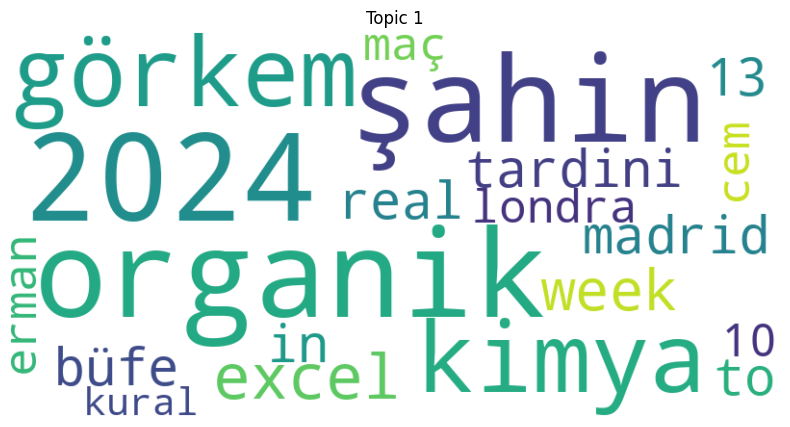 Topic 1
görkem
maç
şahin
13
2024
cem
tardini
real
londra
madrid
organik
erman
week
in
kimya
10
büfe
excel
to
kural